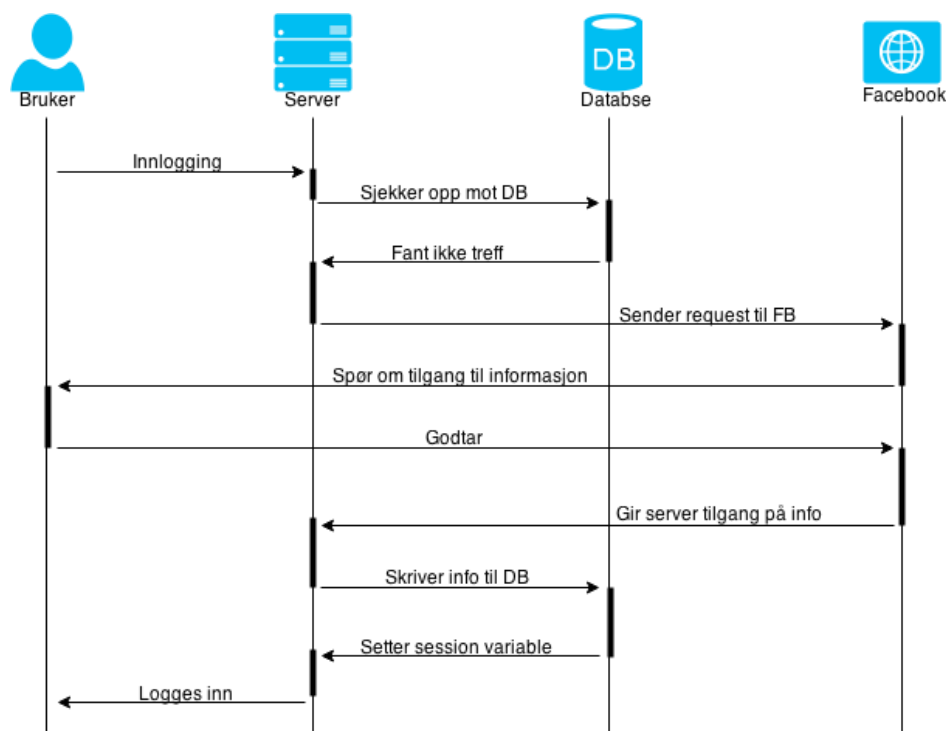 DB
Bruker
Server
Databse
Facebook
Innlogging
Sjekker opp mot DB
Fant ikke treff
Sender request til FB
Spør om tilgang til informasjon
Godtar
Gir server tilgang på info
Skriver info til DB
Setter session variable
Logges inn